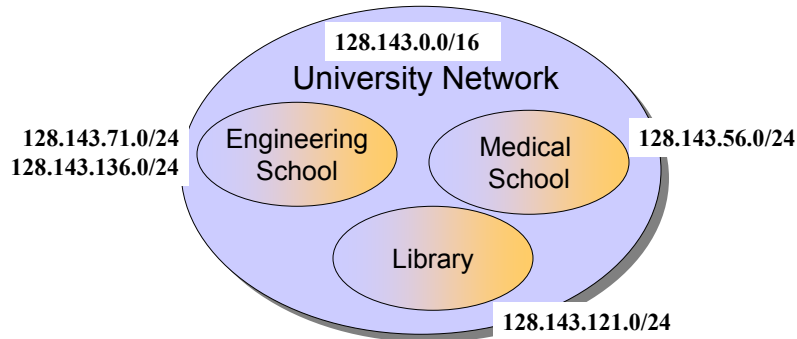 128.143.0.0/16
University Network
128.143.71.0/24
128.143.136.0/24
Engineering
School
Medical
School
128.143.56.0/24
Library
128.143.121.0/24